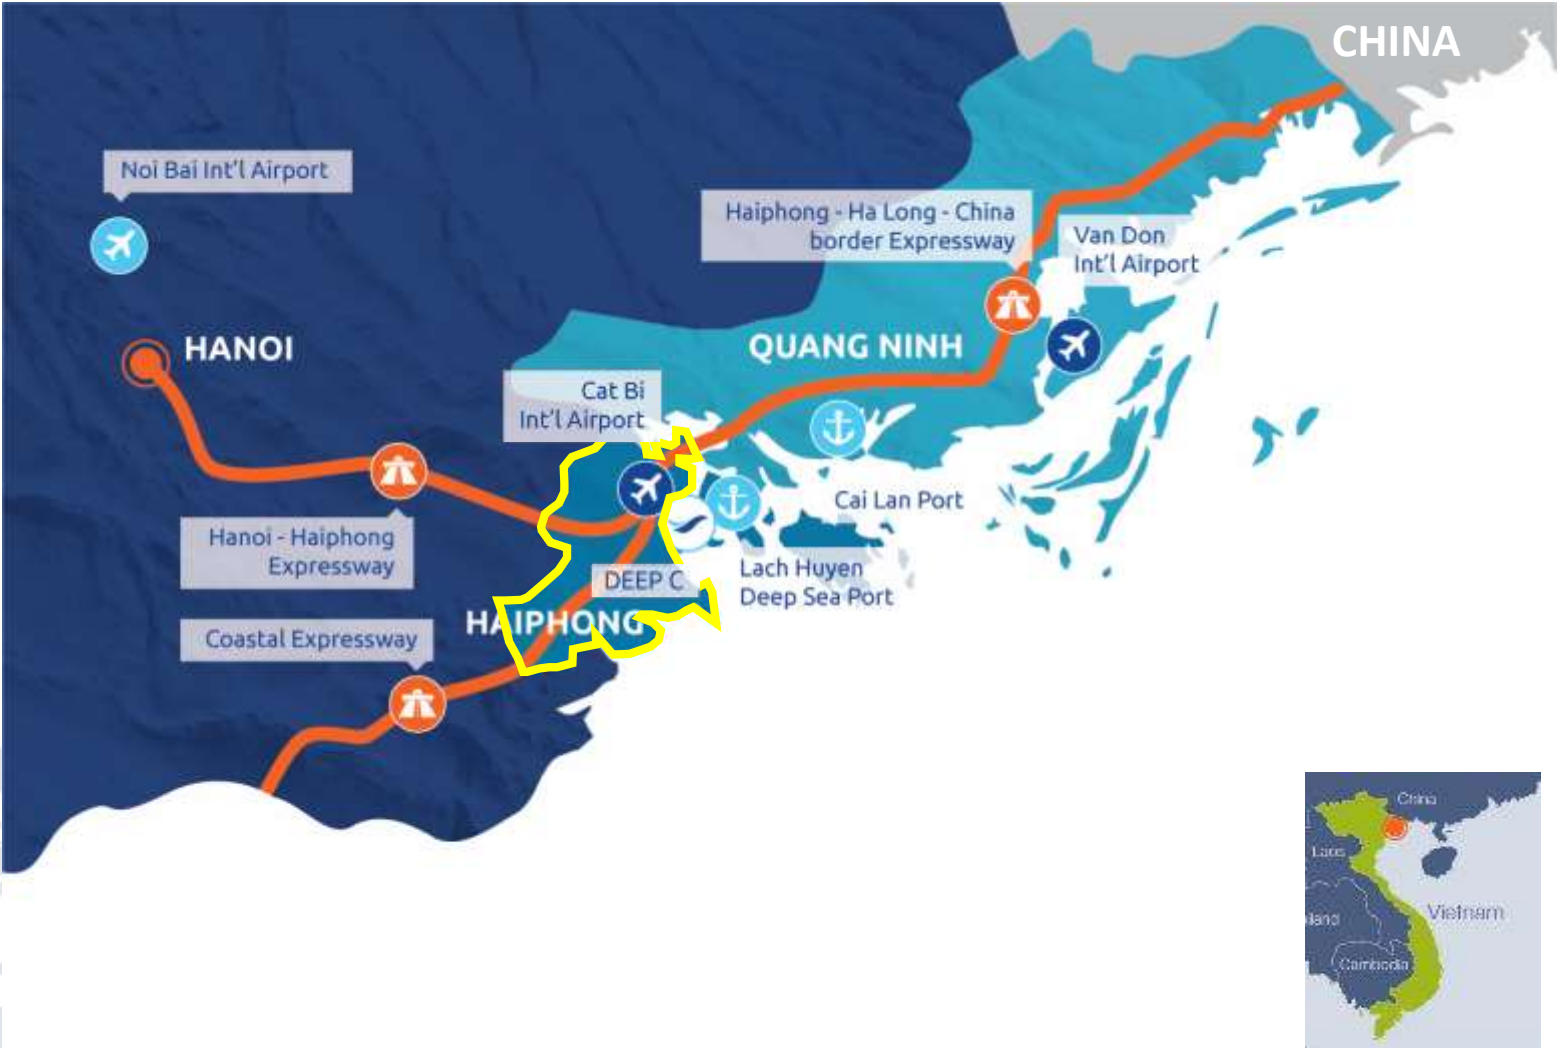 CHINA
Noi Bai Int'l Airport
Haiphong - Ha Long - China
border Expressway
Van Don
Int'l Airport
HANOI
QUANG NINH
Cat Bi
Int'l Airport
Cai Lan Port
Hanoi - Haiphong
Expressway
DEEP C
Lach Huyen
Deep Sea Port
HAIPHONG
Coastal Expressway
China
Laos
Vietnam
iland
Cambodia